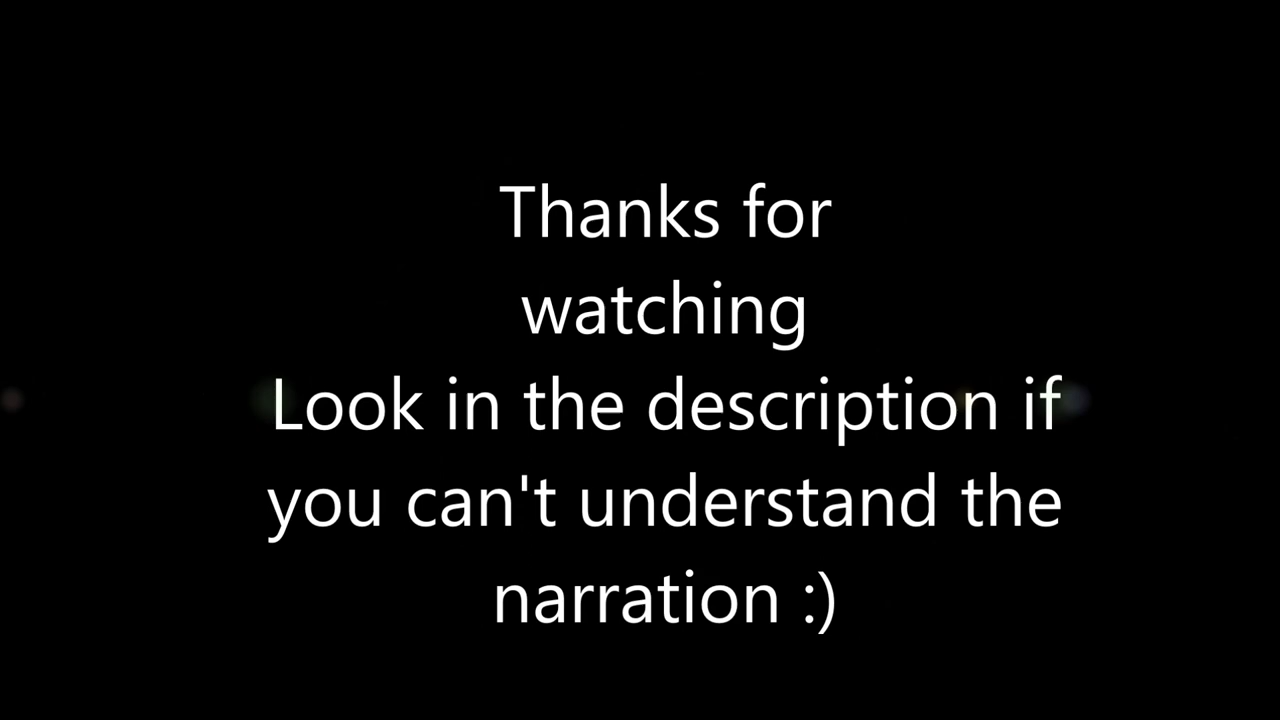 Thanks for
watching
Look in the description if
you can't understand the
narration :)